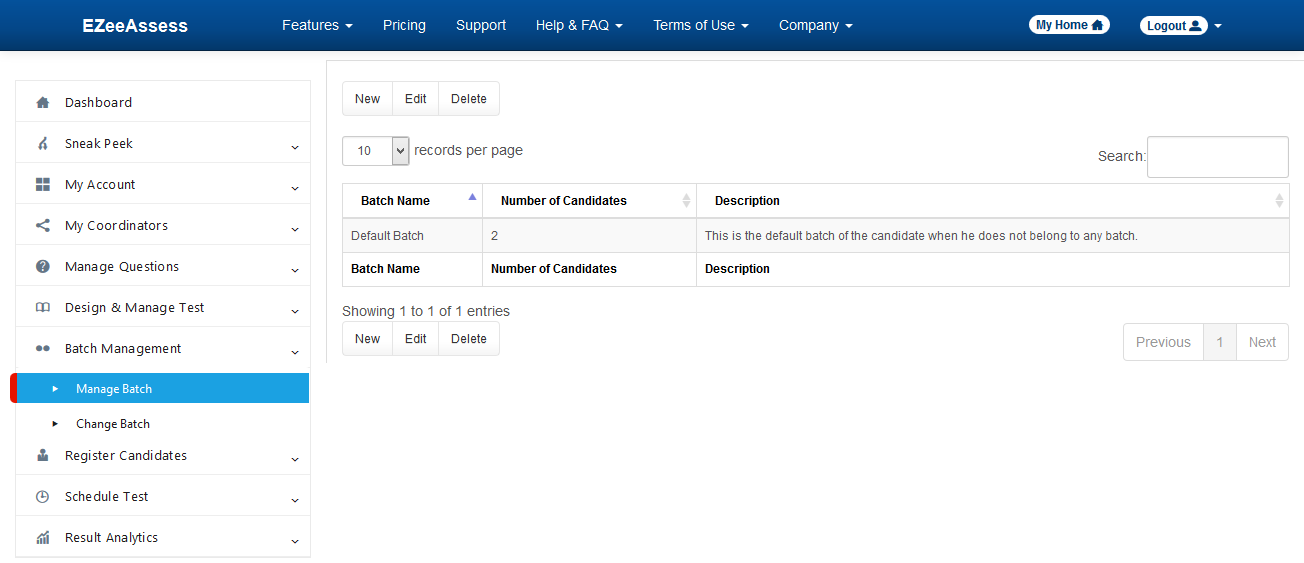 EZeeAssess Features Pricing Support Help & FAQ Terms of Use Company My Home Logout
Dashboard
Sneak Peek
My Account
My Coordinators
Manage Questions
Design & Manage Test
Batch Management
Manage Batch
Change Batch
Register Candidates
Schedule Test
Result Analytics
New Edit Delete
10 records per page Search:
Batch Name Number of Candidates Description
Default Batch 2 This is the default batch of the candidate when he does not belong to any batch.
Batch Name Number of Candidates Description
Showing 1 to 1 of 1 entries
New Edit Delete
Previous 1 Next